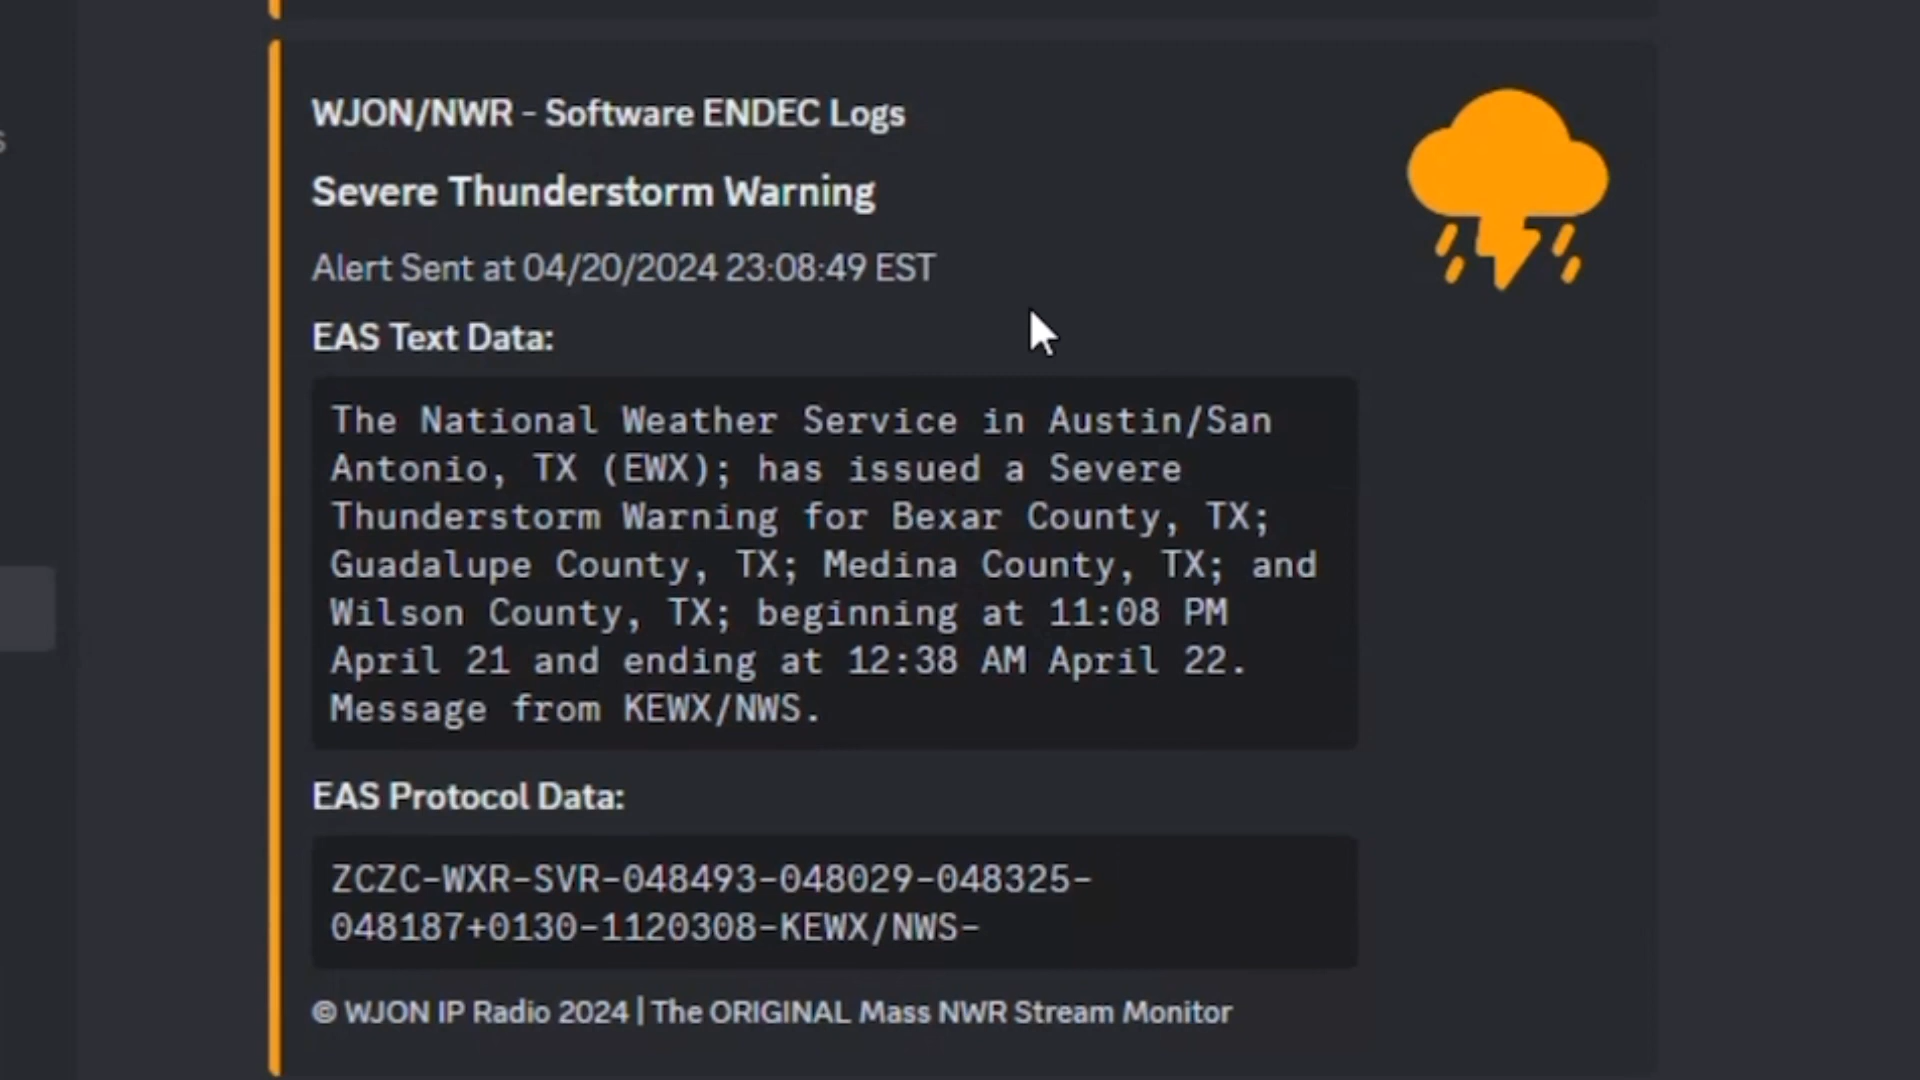 WJON/NWR - Software ENDEC Logs
Severe Thunderstorm Warning
Alert Sent at 04/20/2024 23:08:49 EST
EAS Text Data:
The National Weather Service in Austin/San
Antonio, TX (EWX); has issued a Severe
Thunderstorm Warning for Bexar County, TX;
Guadalupe County, TX; Medina County, TX; and
Wilson County, TX; beginning at 11:08 PM
April 21 and ending at 12:38 AM April 22.
Message from KEWX/NWS.
EAS Protocol Data:
ZCZC-WXR-SVR-048493-048029-048325-
048187+0130-1120308-KEWX/NWS-
© WJON IP Radio 2024 | The ORIGINAL Mass NWR Stream Monitor